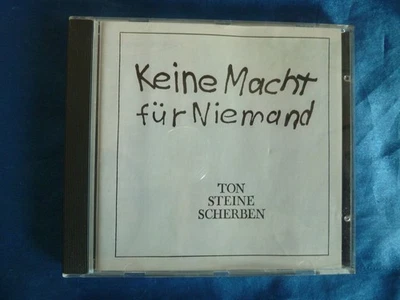 Keine Macht
für Niemand
TON
STEINE
SCHERBEN